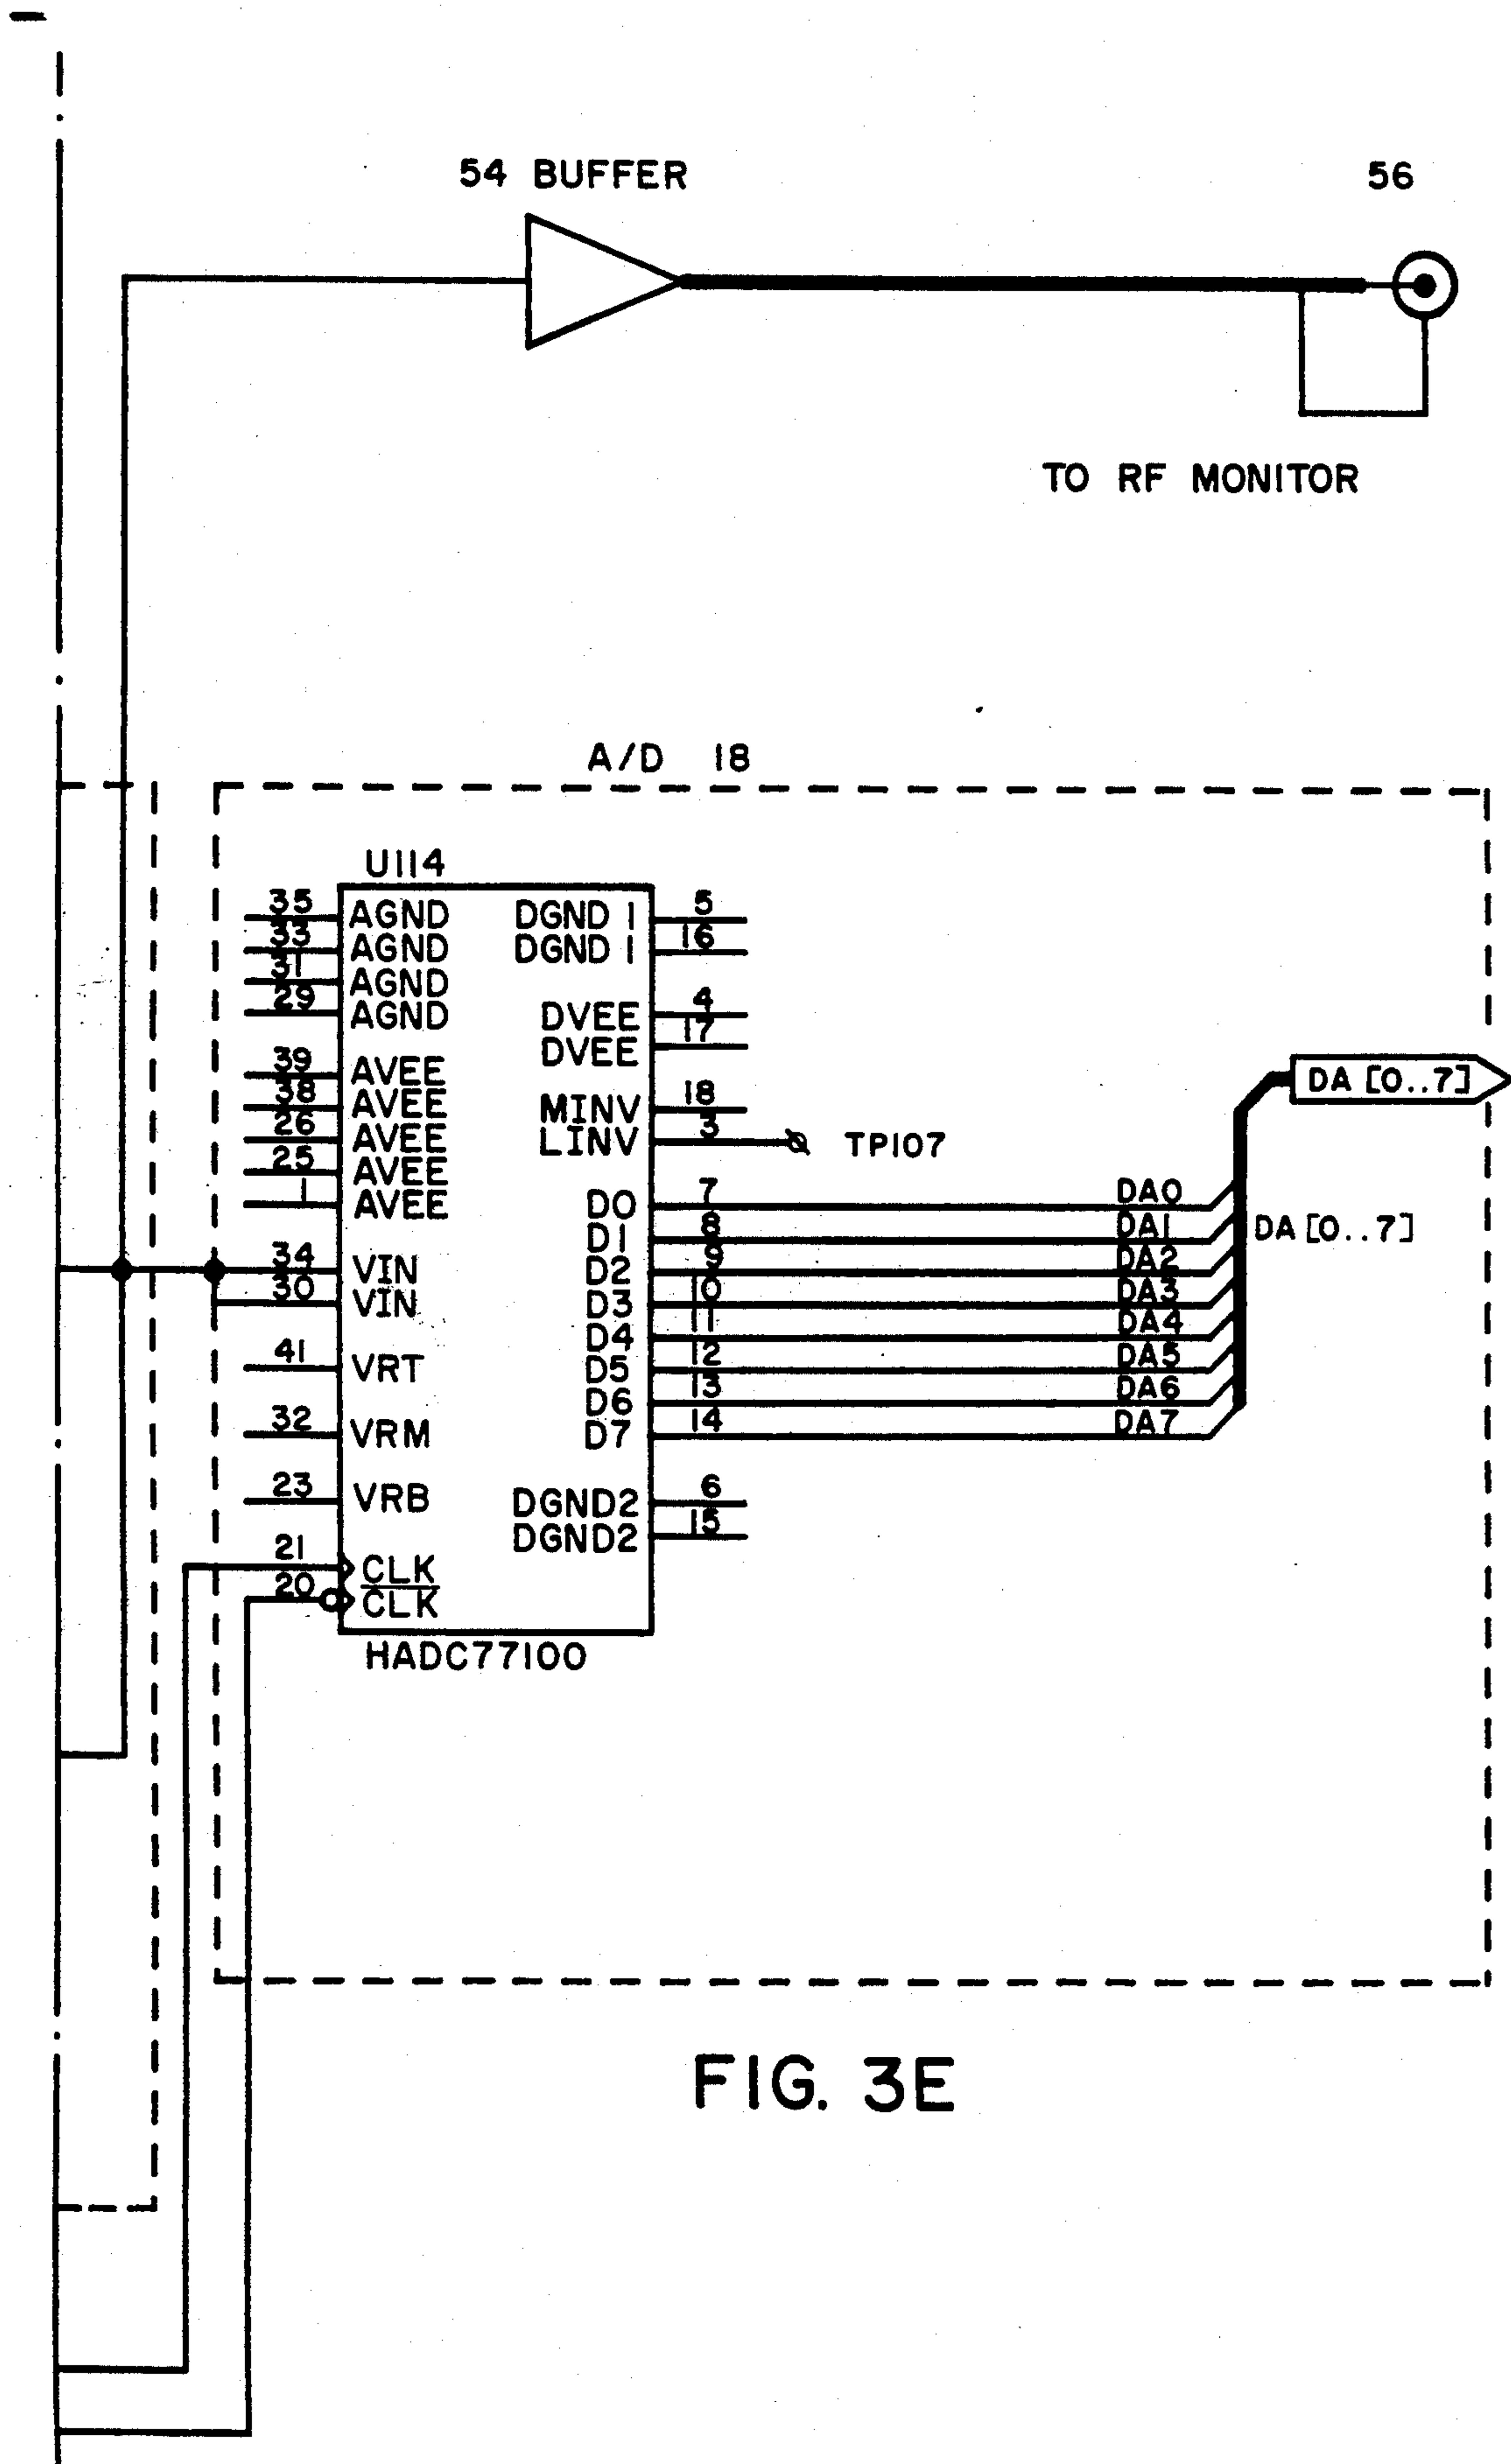 54 BUFFER
56
TO RF MONITOR
A/D 18
U114
35 AGND DGND 1 5
33 AGND DGND 1 16
31 AGND
29 AGND DVEE 4
DVEE 17
39 AVEE
38 AVEE MINV 18
26 AVEE LINV 3 TP107
25 AVEE
1 AVEE D0 7 DA0
D1 8 DA1
34 VIN D2 9 DA2
30 VIN D3 10 DA3
D4 11 DA4
41 VRT D5 12 DA5
D6 13 DA6
32 VRM D7 14 DA7
DA [0..7]
DA [0..7]
23 VRB DGND2 6
DGND2 15
21 CLK
20 CLK
HADC77100
FIG. 3E